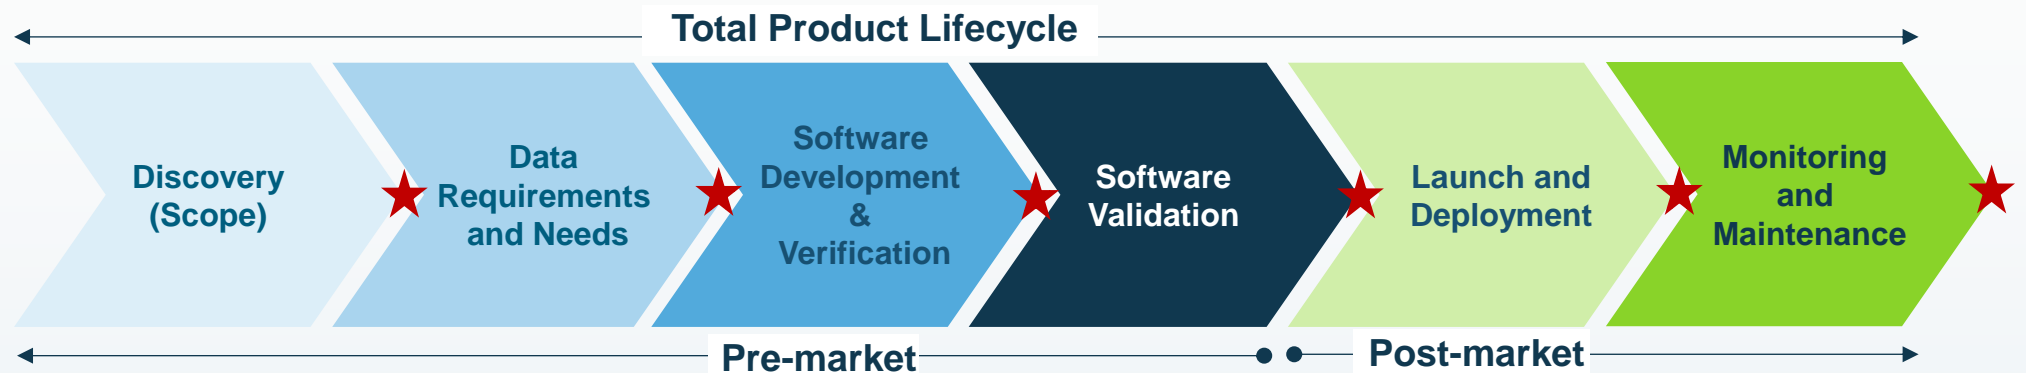 Total Product Lifecycle
Discovery
(Scope)
Data
Requirements
and Needs
Software
Development
&
Verification
Software
Validation
Launch and
Deployment
Monitoring
and
Maintenance
Pre-market
Post-market